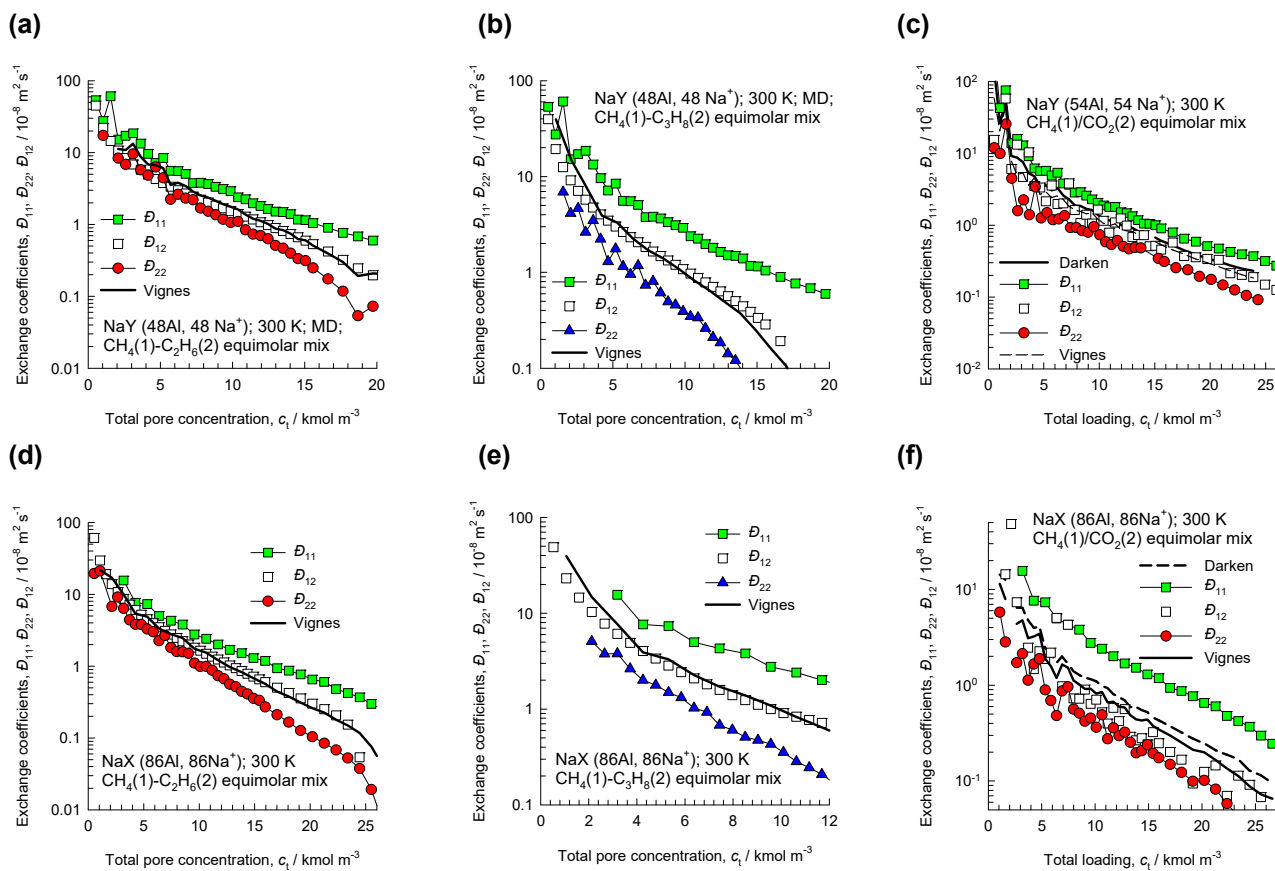 (a)
100
10
1
0.1
0.01
0 5 10 15 20
Exchange coefficients, Đ₁₁, Đ₂₂, Đ₁₂ / 10⁻⁸ m² s⁻¹
Đ₁₁
Đ₁₂
Đ₂₂
Vignes
NaY (48Al, 48 Na⁺); 300 K; MD;
CH₄(1)-C₂H₆(2) equimolar mix
Total pore concentration, cₜ / kmol m⁻³
(b)
100
10
1
0.1
0 5 10 15 20
Exchange coefficients, Đ₁₁, Đ₂₂, Đ₁₂ / 10⁻⁸ m² s⁻¹
NaY (48Al, 48 Na⁺); 300 K; MD;
CH₄(1)-C₃H₈(2) equimolar mix
Đ₁₁
Đ₁₂
Đ₂₂
Vignes
Total pore concentration, cₜ / kmol m⁻³
(c)
10²
10¹
10⁰
10⁻¹
10⁻²
0 5 10 15 20 25
Exchange coefficients, Đ₁₁, Đ₂₂, Đ₁₂ / 10⁻⁸ m² s⁻¹
NaY (54Al, 54 Na⁺); 300 K
CH₄(1)/CO₂(2) equimolar mix
Darken
Đ₁₁
Đ₁₂
Đ₂₂
Vignes
Total loading, cₜ / kmol m⁻³
(d)
100
10
1
0.1
0.01
0 5 10 15 20 25
Exchange coefficients, Đ₁₁, Đ₂₂, Đ₁₂ / 10⁻⁸ m² s⁻¹
Đ₁₁
Đ₁₂
Đ₂₂
Vignes
NaX (86Al, 86Na⁺); 300 K
CH₄(1)-C₂H₆(2) equimolar mix
Total pore concentration, cₜ / kmol m⁻³
(e)
100
10
1
0.1
0 2 4 6 8 10 12
Exchange coefficients, Đ₁₁, Đ₂₂, Đ₁₂ / 10⁻⁸ m² s⁻¹
Đ₁₁
Đ₁₂
Đ₂₂
Vignes
NaX (86Al, 86Na⁺); 300 K
CH₄(1)-C₃H₈(2) equimolar mix
Total pore concentration, cₜ / kmol m⁻³
(f)
10¹
10⁰
10⁻¹
0 5 10 15 20 25
Exchange coefficients, Đ₁₁, Đ₂₂, Đ₁₂ / 10⁻⁸ m² s⁻¹
NaX (86Al, 86Na⁺); 300 K
CH₄(1)/CO₂(2) equimolar mix
Darken
Đ₁₁
Đ₁₂
Đ₂₂
Vignes
Total loading, cₜ / kmol m⁻³